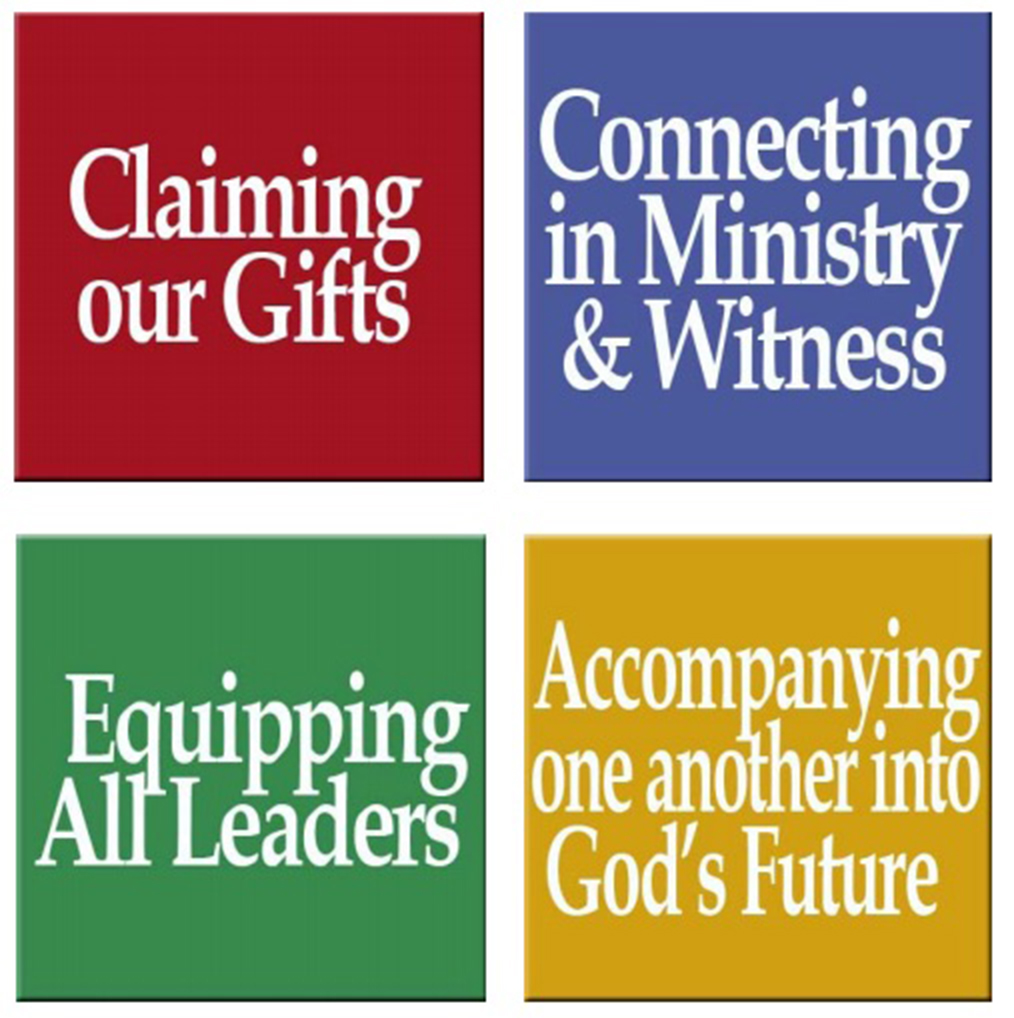 Claiming
our Gifts
Connecting
in Ministry
& Witness
Equipping
All Leaders
Accompanying
one another into
God's Future